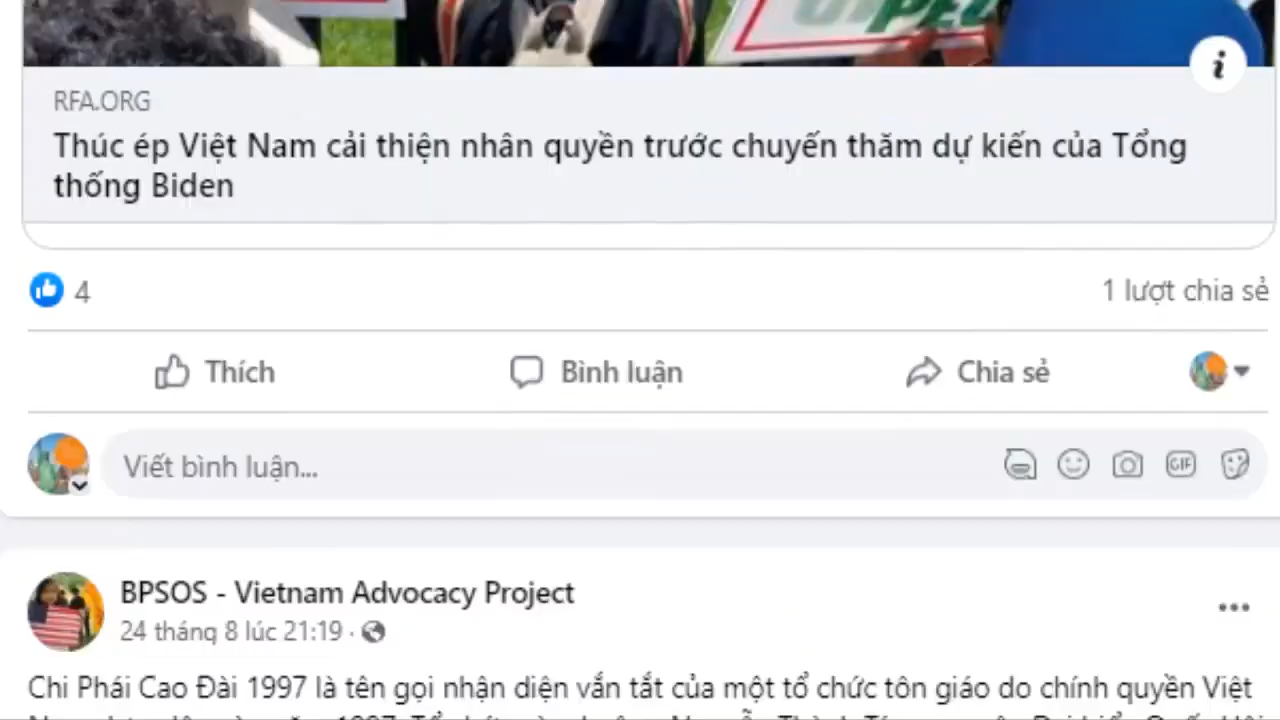 RFA.ORG
Thúc ép Việt Nam cải thiện nhân quyền trước chuyến thăm dự kiến của Tổng
thống Biden
4
1 lượt chia sẻ
Thích
Bình luận
Chia sẻ
Viết bình luận...
GIF
BPSOS - Vietnam Advocacy Project
24 tháng 8 lúc 21:19 ·
Chi Phái Cao Đài 1997 là tên gọi nhận diện vắn tắt của một tổ chức tôn giáo do chính quyền Việt